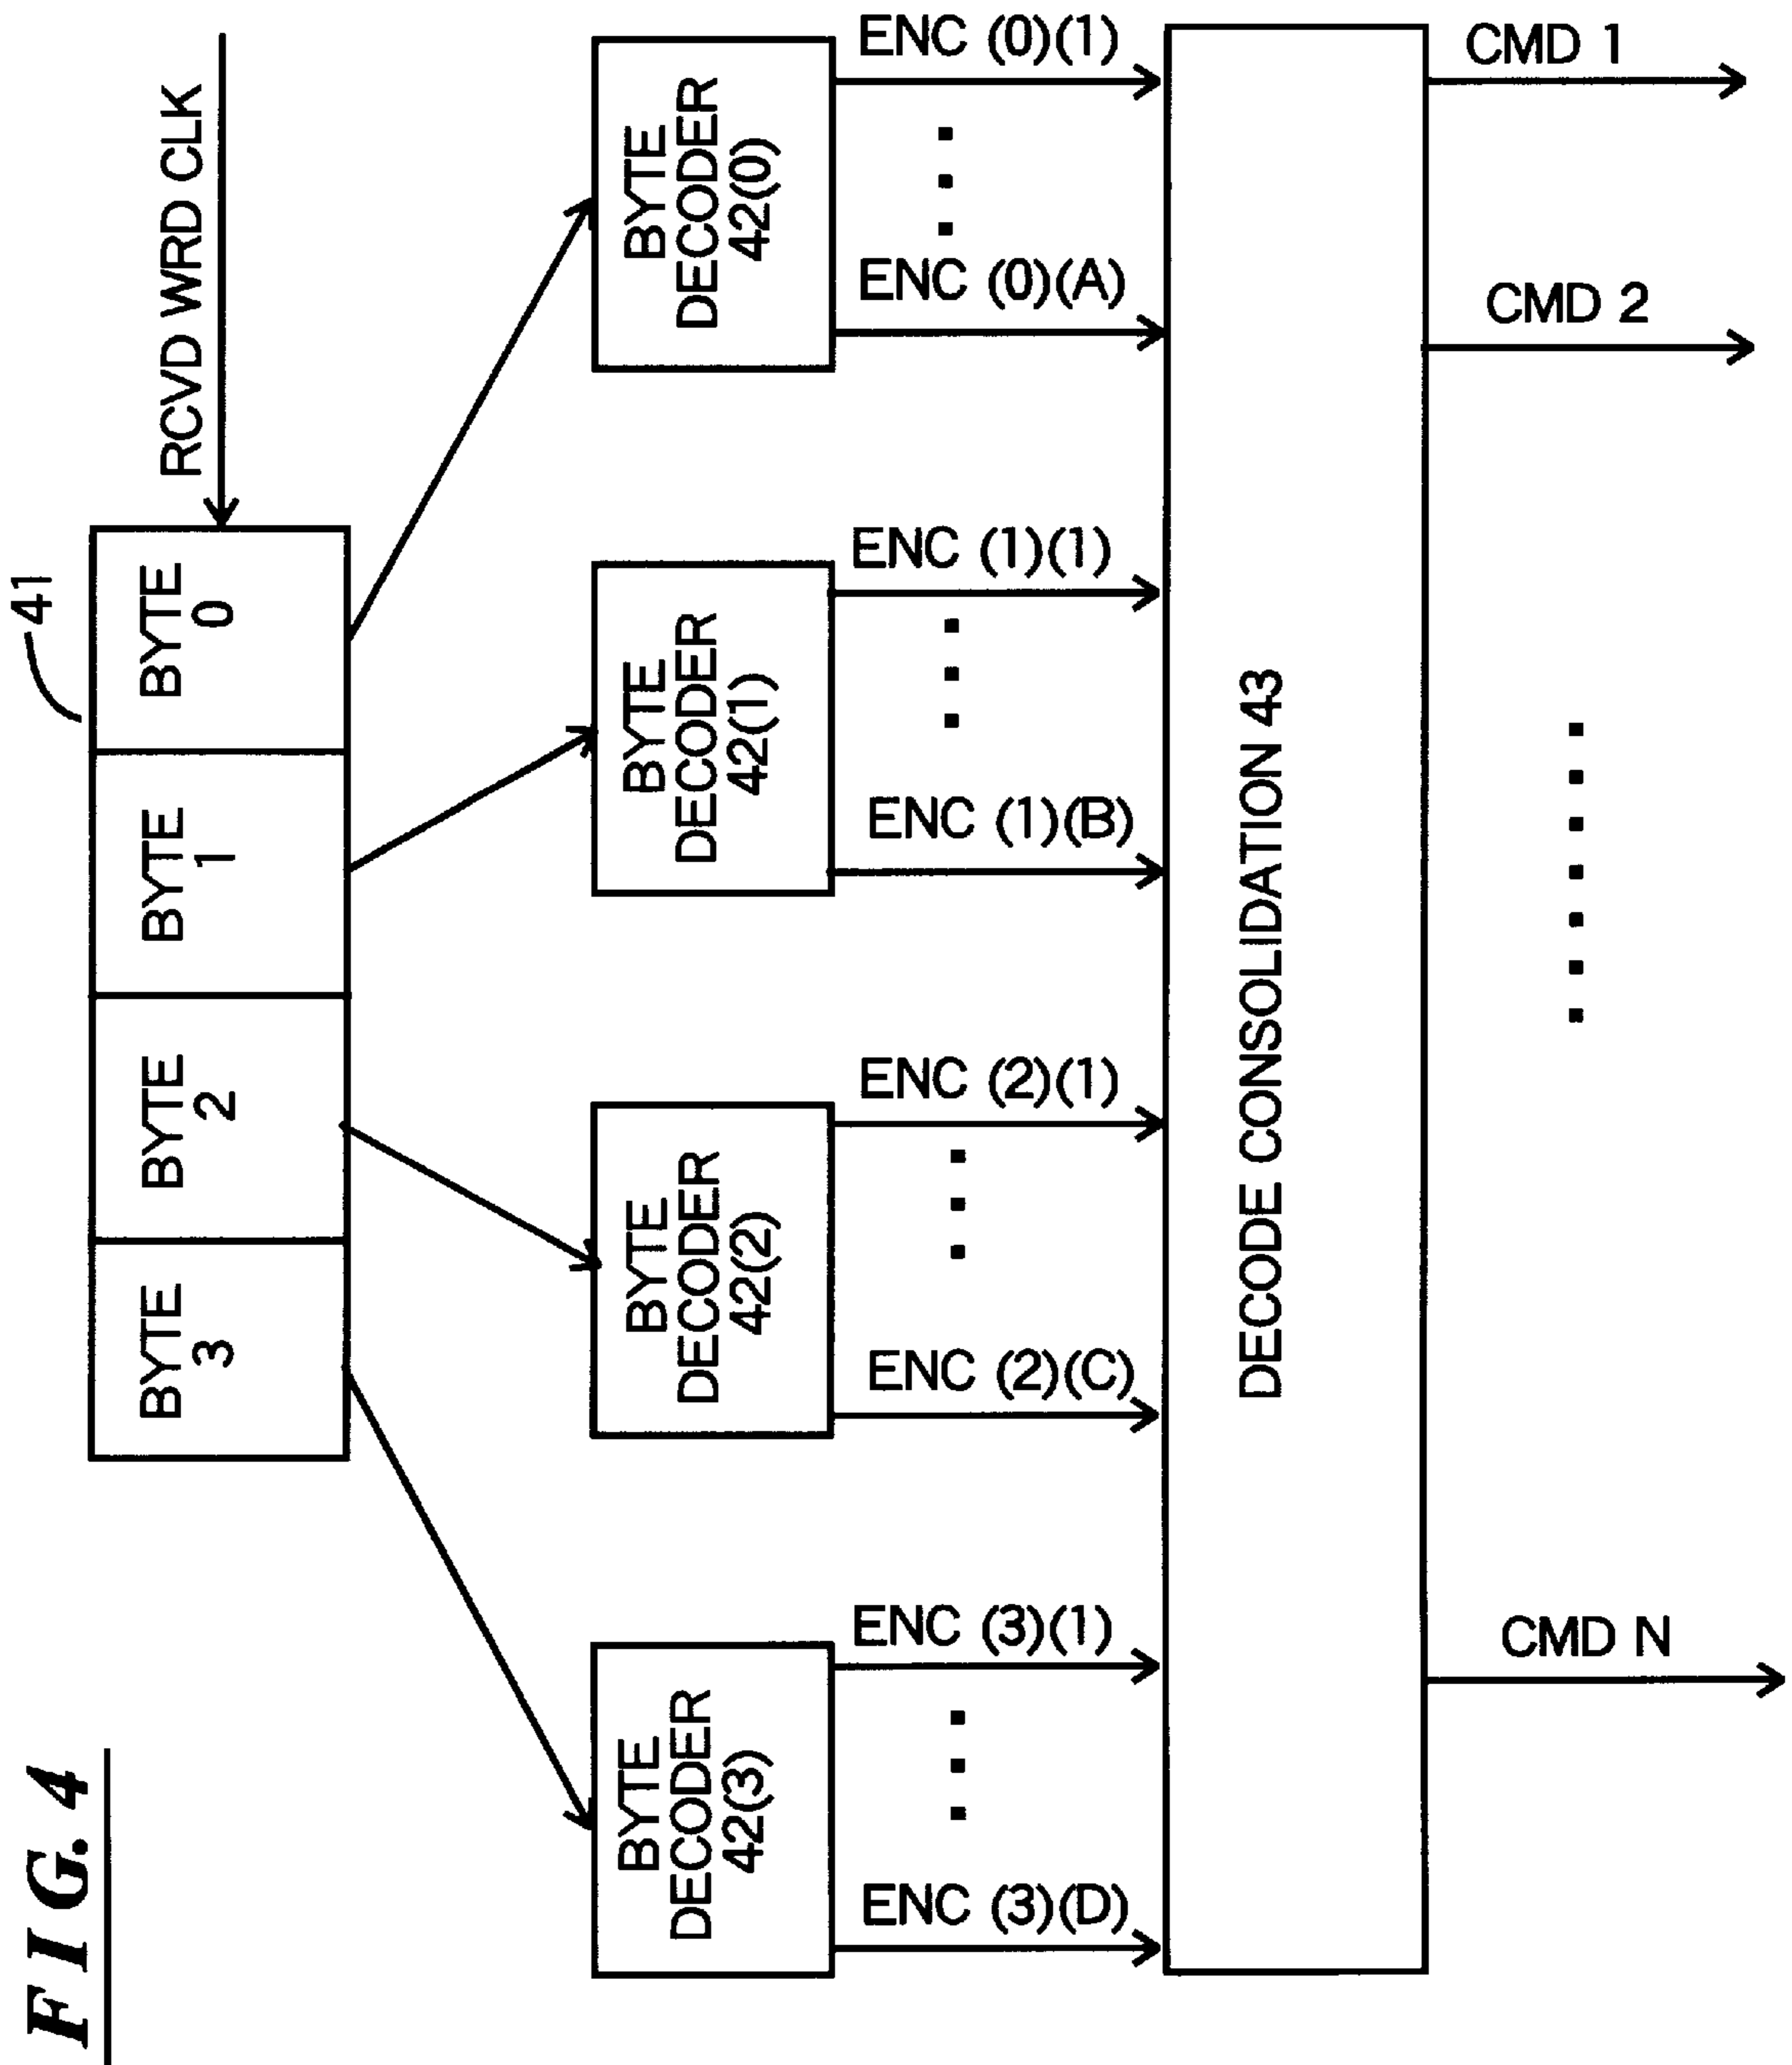 FIG. 4
41
RCVD WRD CLK
BYTE
3
BYTE
2
BYTE
1
BYTE
0
BYTE
DECODER
42(3)
BYTE
DECODER
42(2)
BYTE
DECODER
42(1)
BYTE
DECODER
42(0)
ENC (3)(D)
ENC (3)(1)
ENC (2)(C)
ENC (2)(1)
ENC (1)(B)
ENC (1)(1)
ENC (0)(A)
ENC (0)(1)
DECODE CONSOLIDATION 43
CMD N
CMD 2
CMD 1